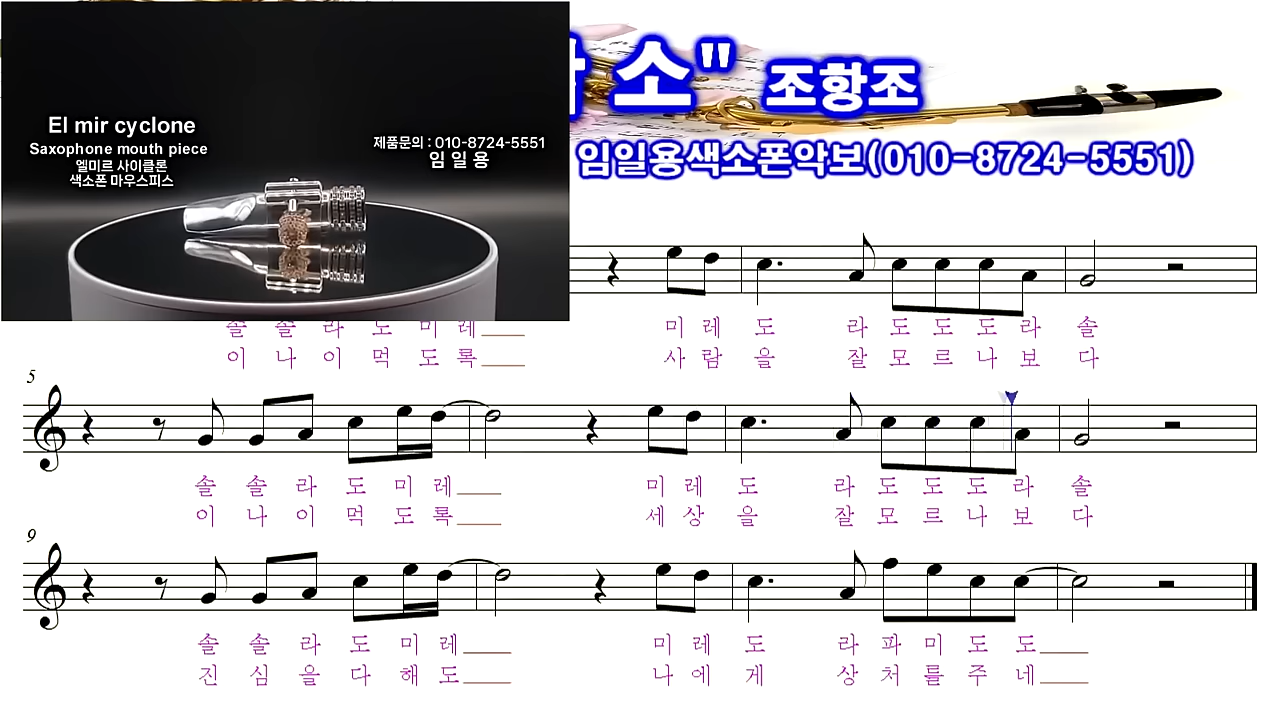 El mir cyclone
Saxophone mouth piece
엘미르 사이클론
색소폰 마우스피스
제품문의 : 010-8724-5551
임 일 용
소" 조항조
임일용색소폰악보(010-8724-5551)
솔 솔 라 도 미 레 미 레 도 라 도 도 도 라 솔
이 나 이 먹 도 록 사 람 을 잘 모 르 나 보 다
5
솔 솔 라 도 미 레 미 레 도 라 도 도 도 라 솔
이 나 이 먹 도 록 세 상 을 잘 모 르 나 보 다
9
솔 솔 라 도 미 레 미 레 도 라 파 미 도 도
진 심 을 다 해 도 나 에 게 상 처 를 주 네